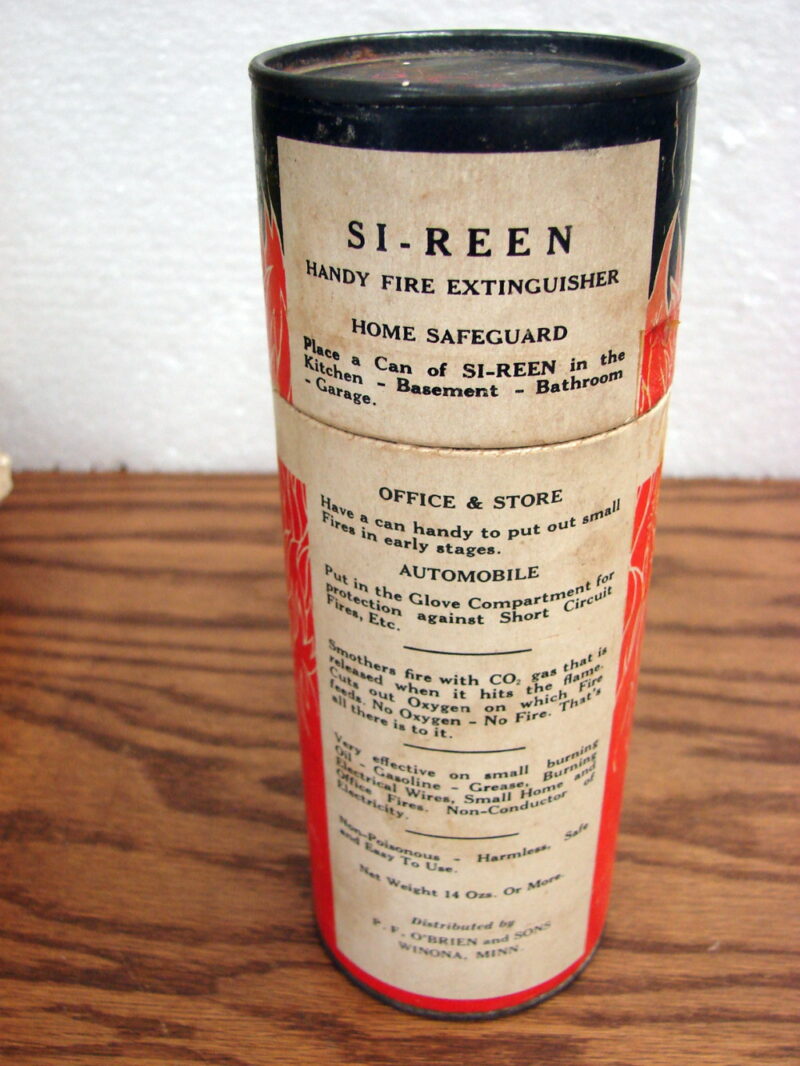 SI-REEN
HANDY FIRE EXTINGUISHER
HOME SAFEGUARD
Place a Can of SI-REEN in the
Kitchen - Basement - Bathroom
- Garage.
OFFICE & STORE
Have a can handy to put out small
Fires in early stages.
AUTOMOBILE
Put in the Glove Compartment for
protection against Short Circuit
Fires, Etc.
Smothers fire with CO₂ gas that is
released when it hits the flame.
Cuts out Oxygen on which Fire
feeds. No Oxygen - No Fire. That's
all there is to it.
Very effective on small burning
Oil - Gasoline - Grease, Burning
Electrical Wires, Small Home and
Office Fires. Non-Conductor of
Electricity.
Non-Poisonous - Harmless, Safe
and Easy To Use.
Net Weight 14 Ozs. Or More.
Distributed by
P. F. O'BRIEN and SONS
WINONA, MINN.